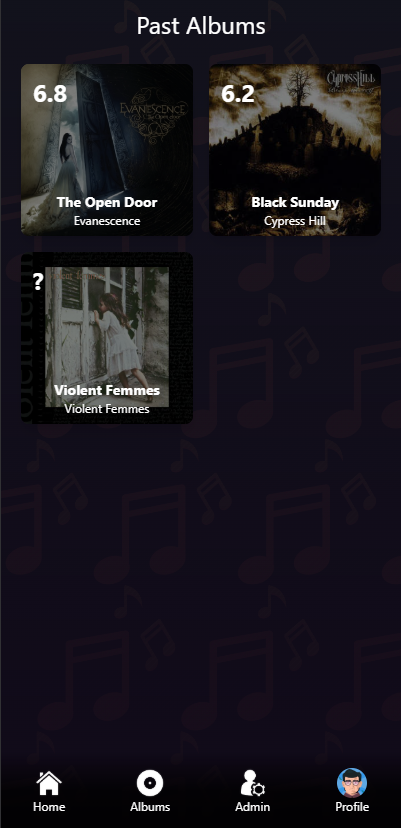 Past Albums
6.8
EVANESCENCE
The Open Door
Evanescence
6.2
CYPRESS HILL
Black Sunday
Cypress Hill
?
Violent Femmes
Violent Femmes
Home
Albums
Admin
Profile